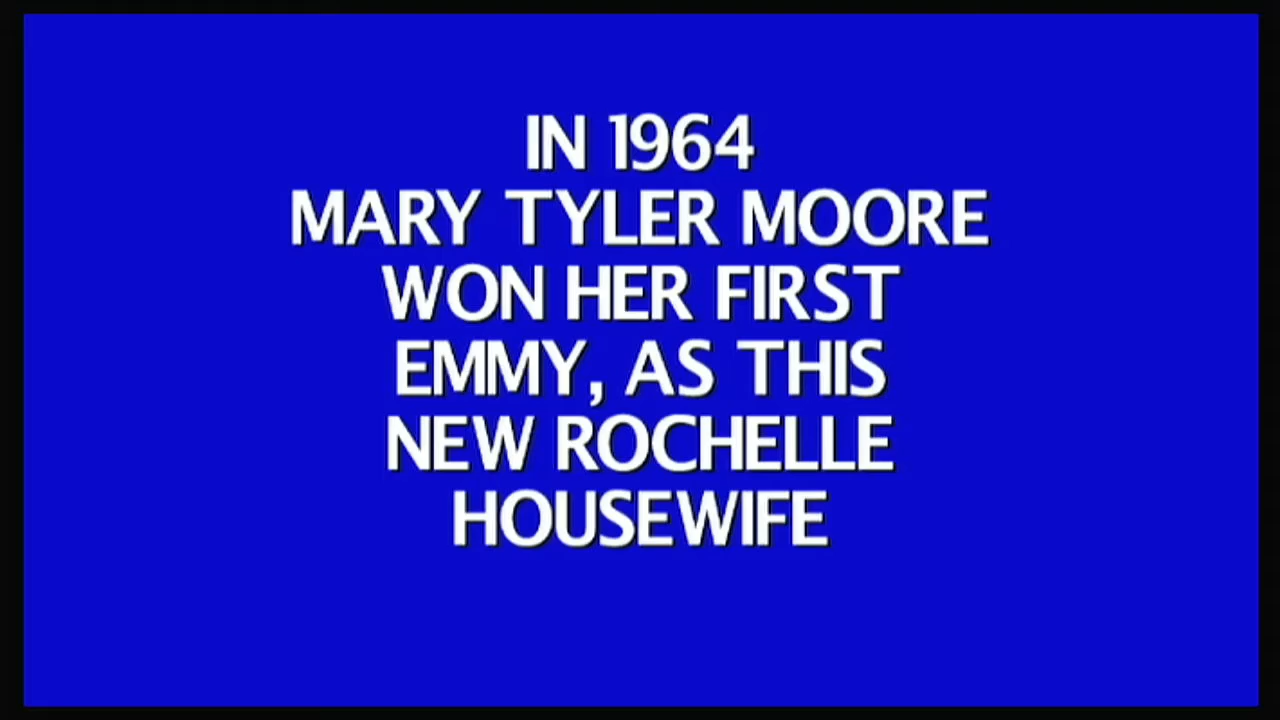 IN 1964
MARY TYLER MOORE
WON HER FIRST
EMMY, AS THIS
NEW ROCHELLE
HOUSEWIFE